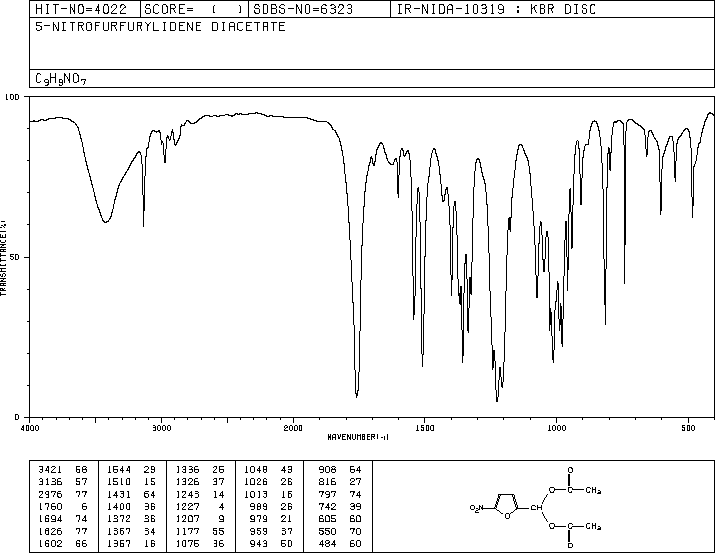 HIT-NO=4022 SCORE= ( ) SDBS-NO=6323 IR-NIDA-10319 : KBR DISC
5-NITROFURFURYLIDENE DIACETATE
C9H9NO7
100
50
0
TRANSMITTANCE(%)
4000 3000 2000 1500 1000 500
WAVENUMBER(-1)
3421 58 1544 29 1336 25 1048 43 908 64
3136 57 1510 15 1326 37 1026 26 816 27
2976 77 1431 64 1243 14 1013 16 797 74
1760 6 1400 36 1227 4 989 26 742 39
1694 74 1372 36 1207 9 979 21 605 60
1626 77 1367 34 1177 55 959 37 550 70
1602 66 1357 16 1075 36 943 50 484 60
O
O C CH3
O2N O CH
O C CH3
O